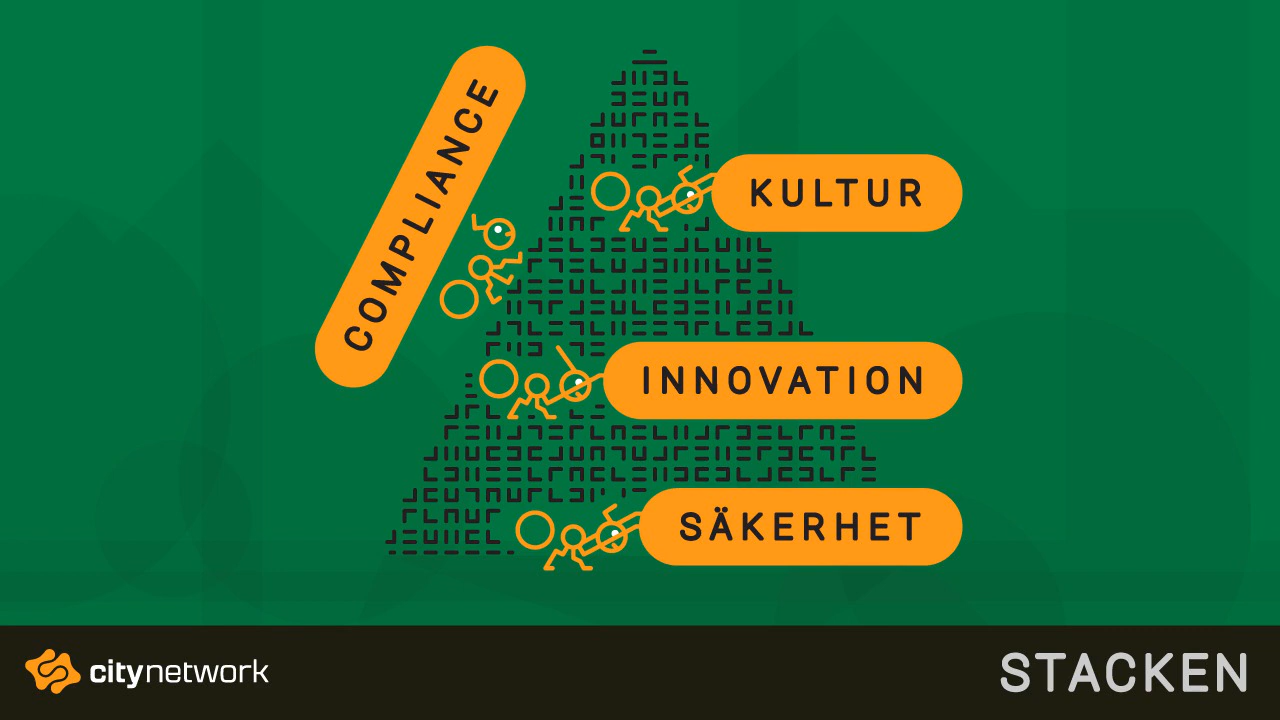 COMPLIANCE
KULTUR
INNOVATION
SÄKERHET
citynetwork
STACKEN